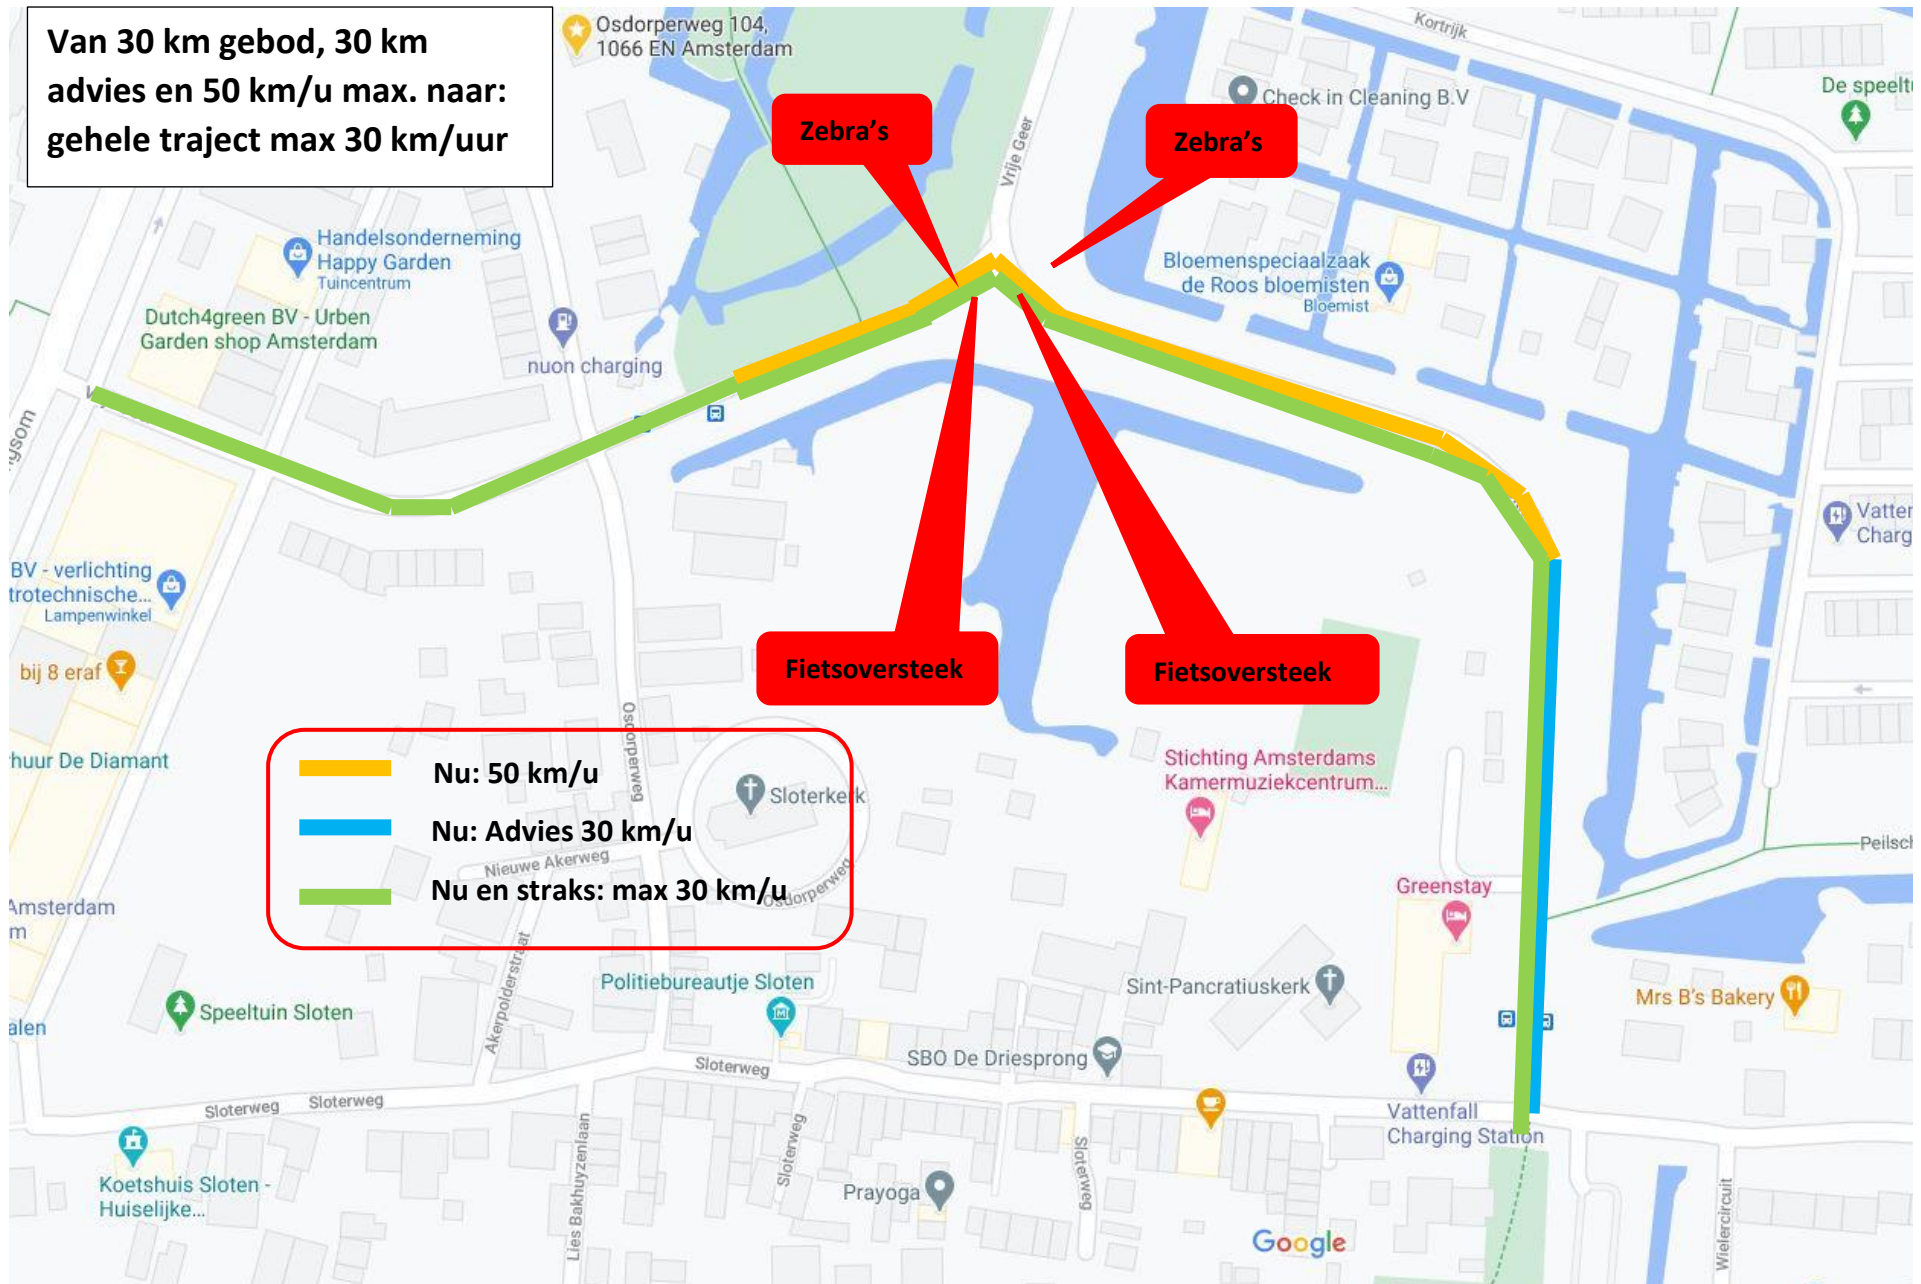 Van 30 km gebod, 30 km
advies en 50 km/u max. naar:
gehele traject max 30 km/uur
Osdorperweg 104,
1066 EN Amsterdam
Kortrijk
Check in Cleaning B.V
De speelt
Zebra's
Zebra's
Vrije Geer
Handelsonderneming
Happy Garden
Tuincentrum
Bloemenspeciaalzaak
de Roos bloemisten
Bloemist
Dutch4green BV - Urben
Garden shop Amsterdam
nuon charging
ngsom
Vatter
Charg
BV - verlichting
trotechnische...
Lampenwinkel
bij 8 eraf
Fietsoversteek
Fietsoversteek
Osdorperweg
huur De Diamant
Nu: 50 km/u
Nu: Advies 30 km/u
Nu en straks: max 30 km/u
Sloterkerk
Nieuwe Akerweg
Osdorperweg
Stichting Amsterdams
Kamermuziekcentrum...
Peilsch
Greenstay
Amsterdam
m
Akerpolderstraat
Politiebureautje Sloten
Sint-Pancratiuskerk
Mrs B's Bakery
Speeltuin Sloten
alen
SBO De Driesprong
Sloterweg
Sloterweg
Sloterweg
Vattenfall
Charging Station
Lies Bakhuyzenlaan
Sloterweg
Sloterweg
Koetshuis Sloten -
Huiselijke...
Prayoga
Wielercircuit
Google